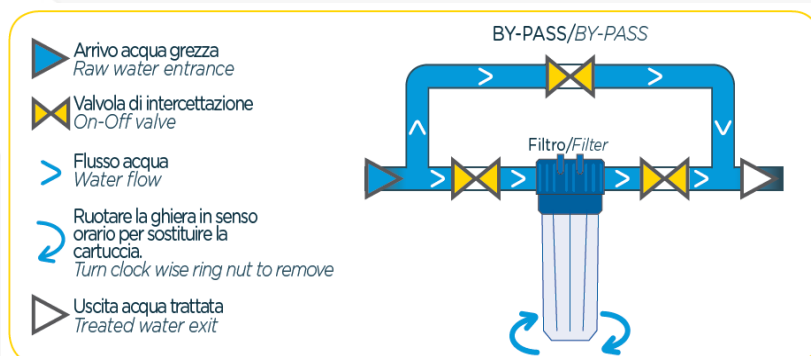 Arrivo acqua grezza
Raw water entrance
Valvola di intercettazione
On-Off valve
Flusso acqua
Water flow
Ruotare la ghiera in senso
orario per sostituire la
cartuccia.
Turn clock wise ring nut to remove
Uscita acqua trattata
Treated water exit
BY-PASS/BY-PASS
Filtro/Filter